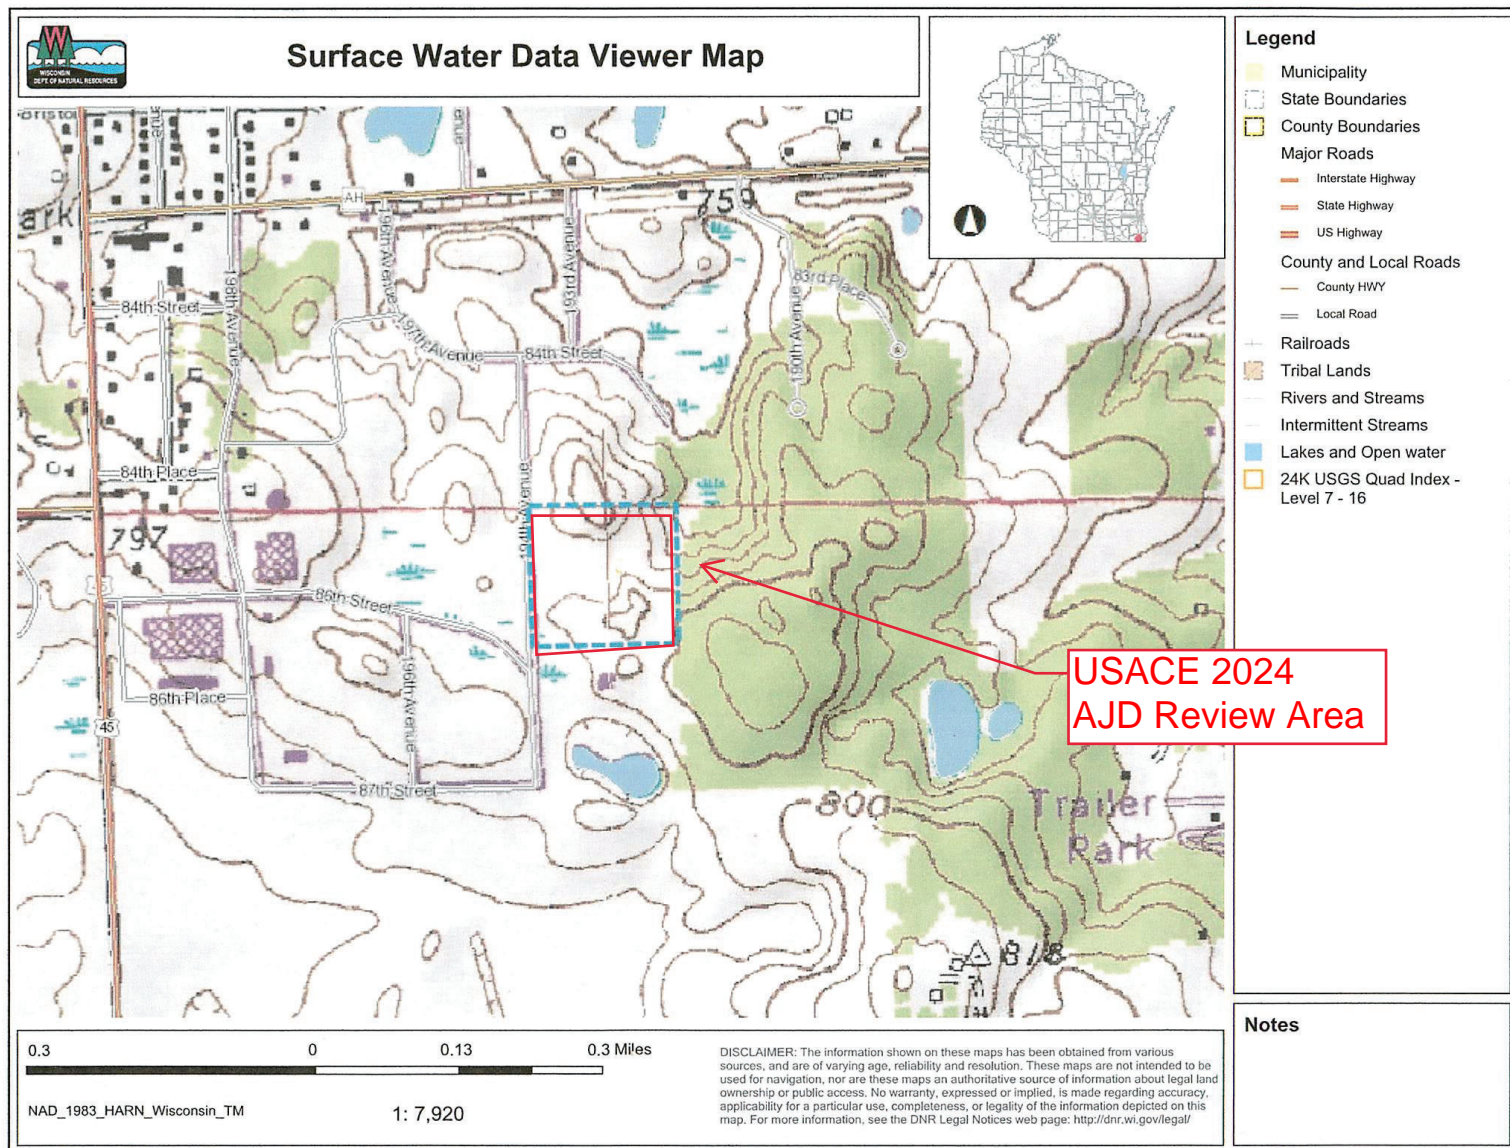 WISCONSIN
DEPT. OF NATURAL RESOURCES
Surface Water Data Viewer Map
Legend
Municipality
State Boundaries
County Boundaries
Major Roads
Interstate Highway
State Highway
US Highway
County and Local Roads
County HWY
Local Road
Railroads
Tribal Lands
Rivers and Streams
Intermittent Streams
Lakes and Open water
24K USGS Quad Index -
Level 7 - 16
AH
759
ark
196th Avenue
193rd Avenue
198th Avenue
83rd Place
190th Avenue
84th Street
197th Avenue
84th Street
84th Place
194th Avenue
797
86th Street
196th Avenue
86th Place
45
87th Street
USACE 2024
AJD Review Area
800
Trailer
Park
818
0.3
0
0.13
0.3 Miles
NAD_1983_HARN_Wisconsin_TM
1: 7,920
DISCLAIMER: The information shown on these maps has been obtained from various
sources, and are of varying age, reliability and resolution. These maps are not intended to be
used for navigation, nor are these maps an authoritative source of information about legal land
ownership or public access. No warranty, expressed or implied, is made regarding accuracy,
applicability for a particular use, completeness, or legality of the information depicted on this
map. For more information, see the DNR Legal Notices web page: http://dnr.wi.gov/legal/
Notes